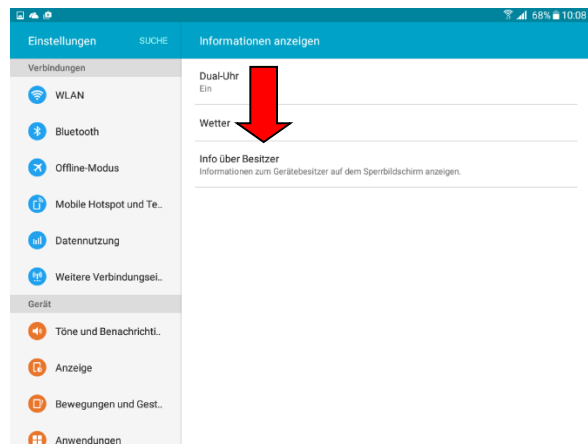 68% 10:08
Einstellungen SUCHE
Informationen anzeigen
Verbindungen
WLAN
Bluetooth
Offline-Modus
Mobile Hotspot und Te..
Datennutzung
Weitere Verbindungsei..
Gerät
Töne und Benachrichti..
Anzeige
Bewegungen und Gest..
Anwendungen
Dual-Uhr
Ein
Wetter
Info über Besitzer
Informationen zum Gerätebesitzer auf dem Sperrbildschirm anzeigen.